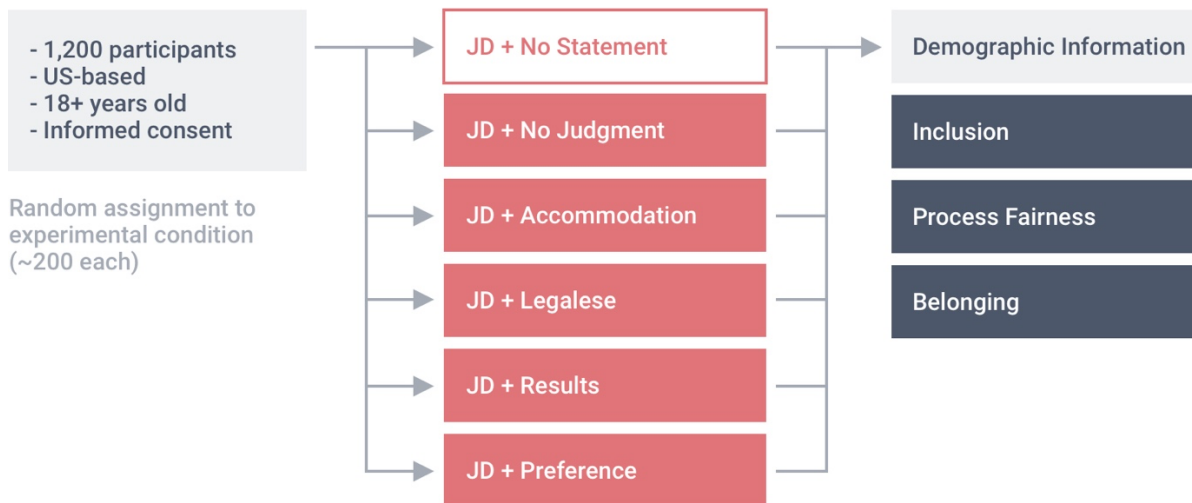 - 1,200 participants
- US-based
- 18+ years old
- Informed consent
Random assignment to
experimental condition
(~200 each)
JD + No Statement
JD + No Judgment
JD + Accommodation
JD + Legalese
JD + Results
JD + Preference
Demographic Information
Inclusion
Process Fairness
Belonging